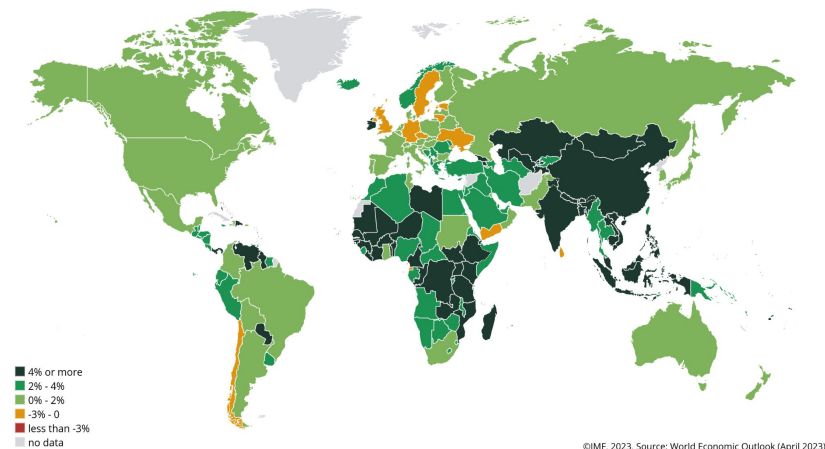 4% or more
2% - 4%
0% - 2%
-3% - 0
less than -3%
no data
©IMF, 2023, Source: World Economic Outlook (April 2023)